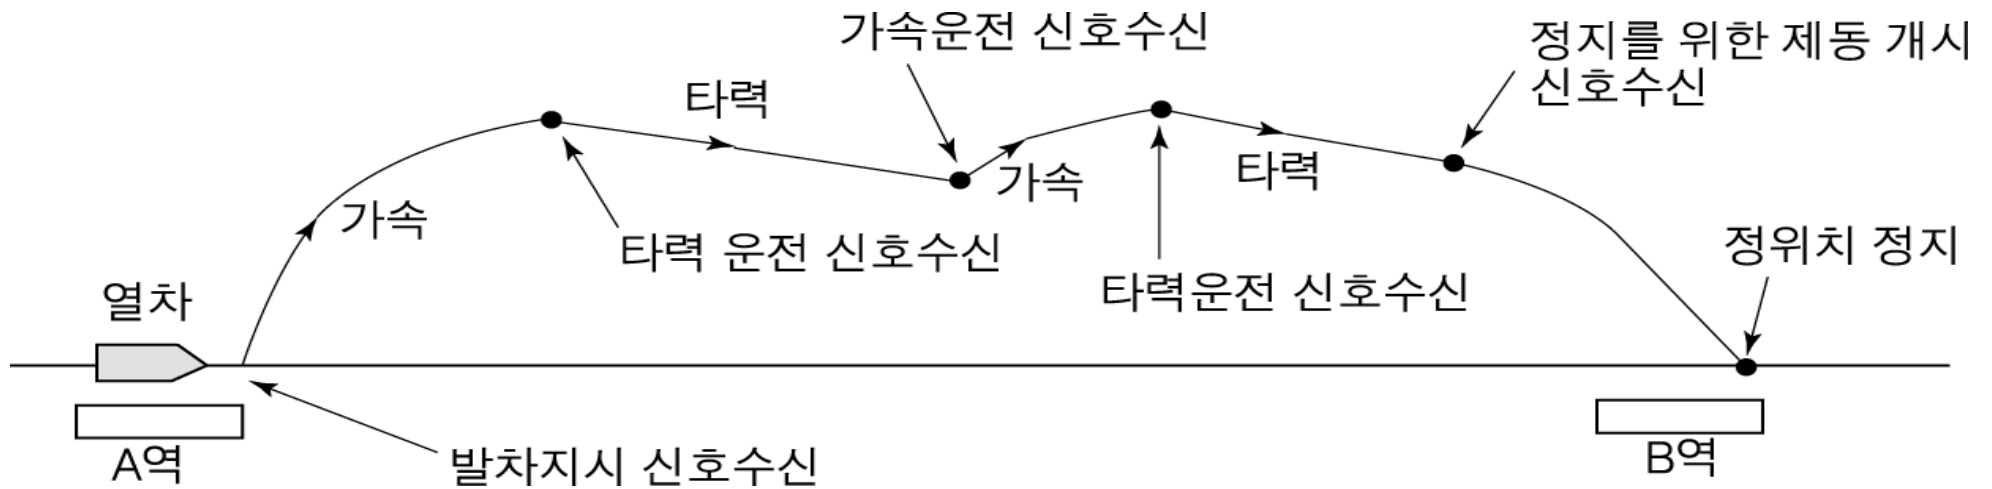 가속운전 신호수신
정지를 위한 제동 개시
신호수신
타력
가속
타력
가속
타력 운전 신호수신
정위치 정지
타력운전 신호수신
열차
A역
발차지시 신호수신
B역